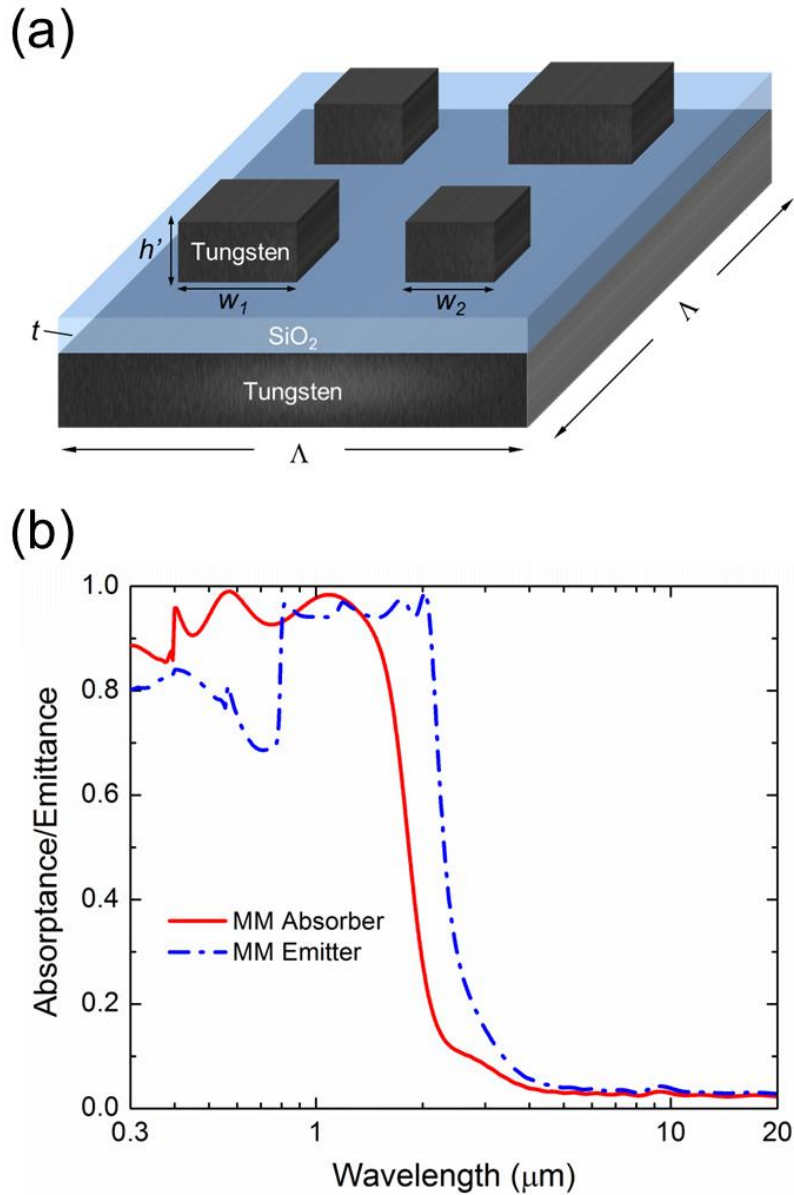 (a)
h'
Tungsten
w1
w2
t
SiO2
Tungsten
Λ
Λ
(b)
Absorptance/Emittance
1.0
0.8
0.6
0.4
0.2
0.0
MM Absorber
MM Emitter
0.3
1
10
20
Wavelength (μm)